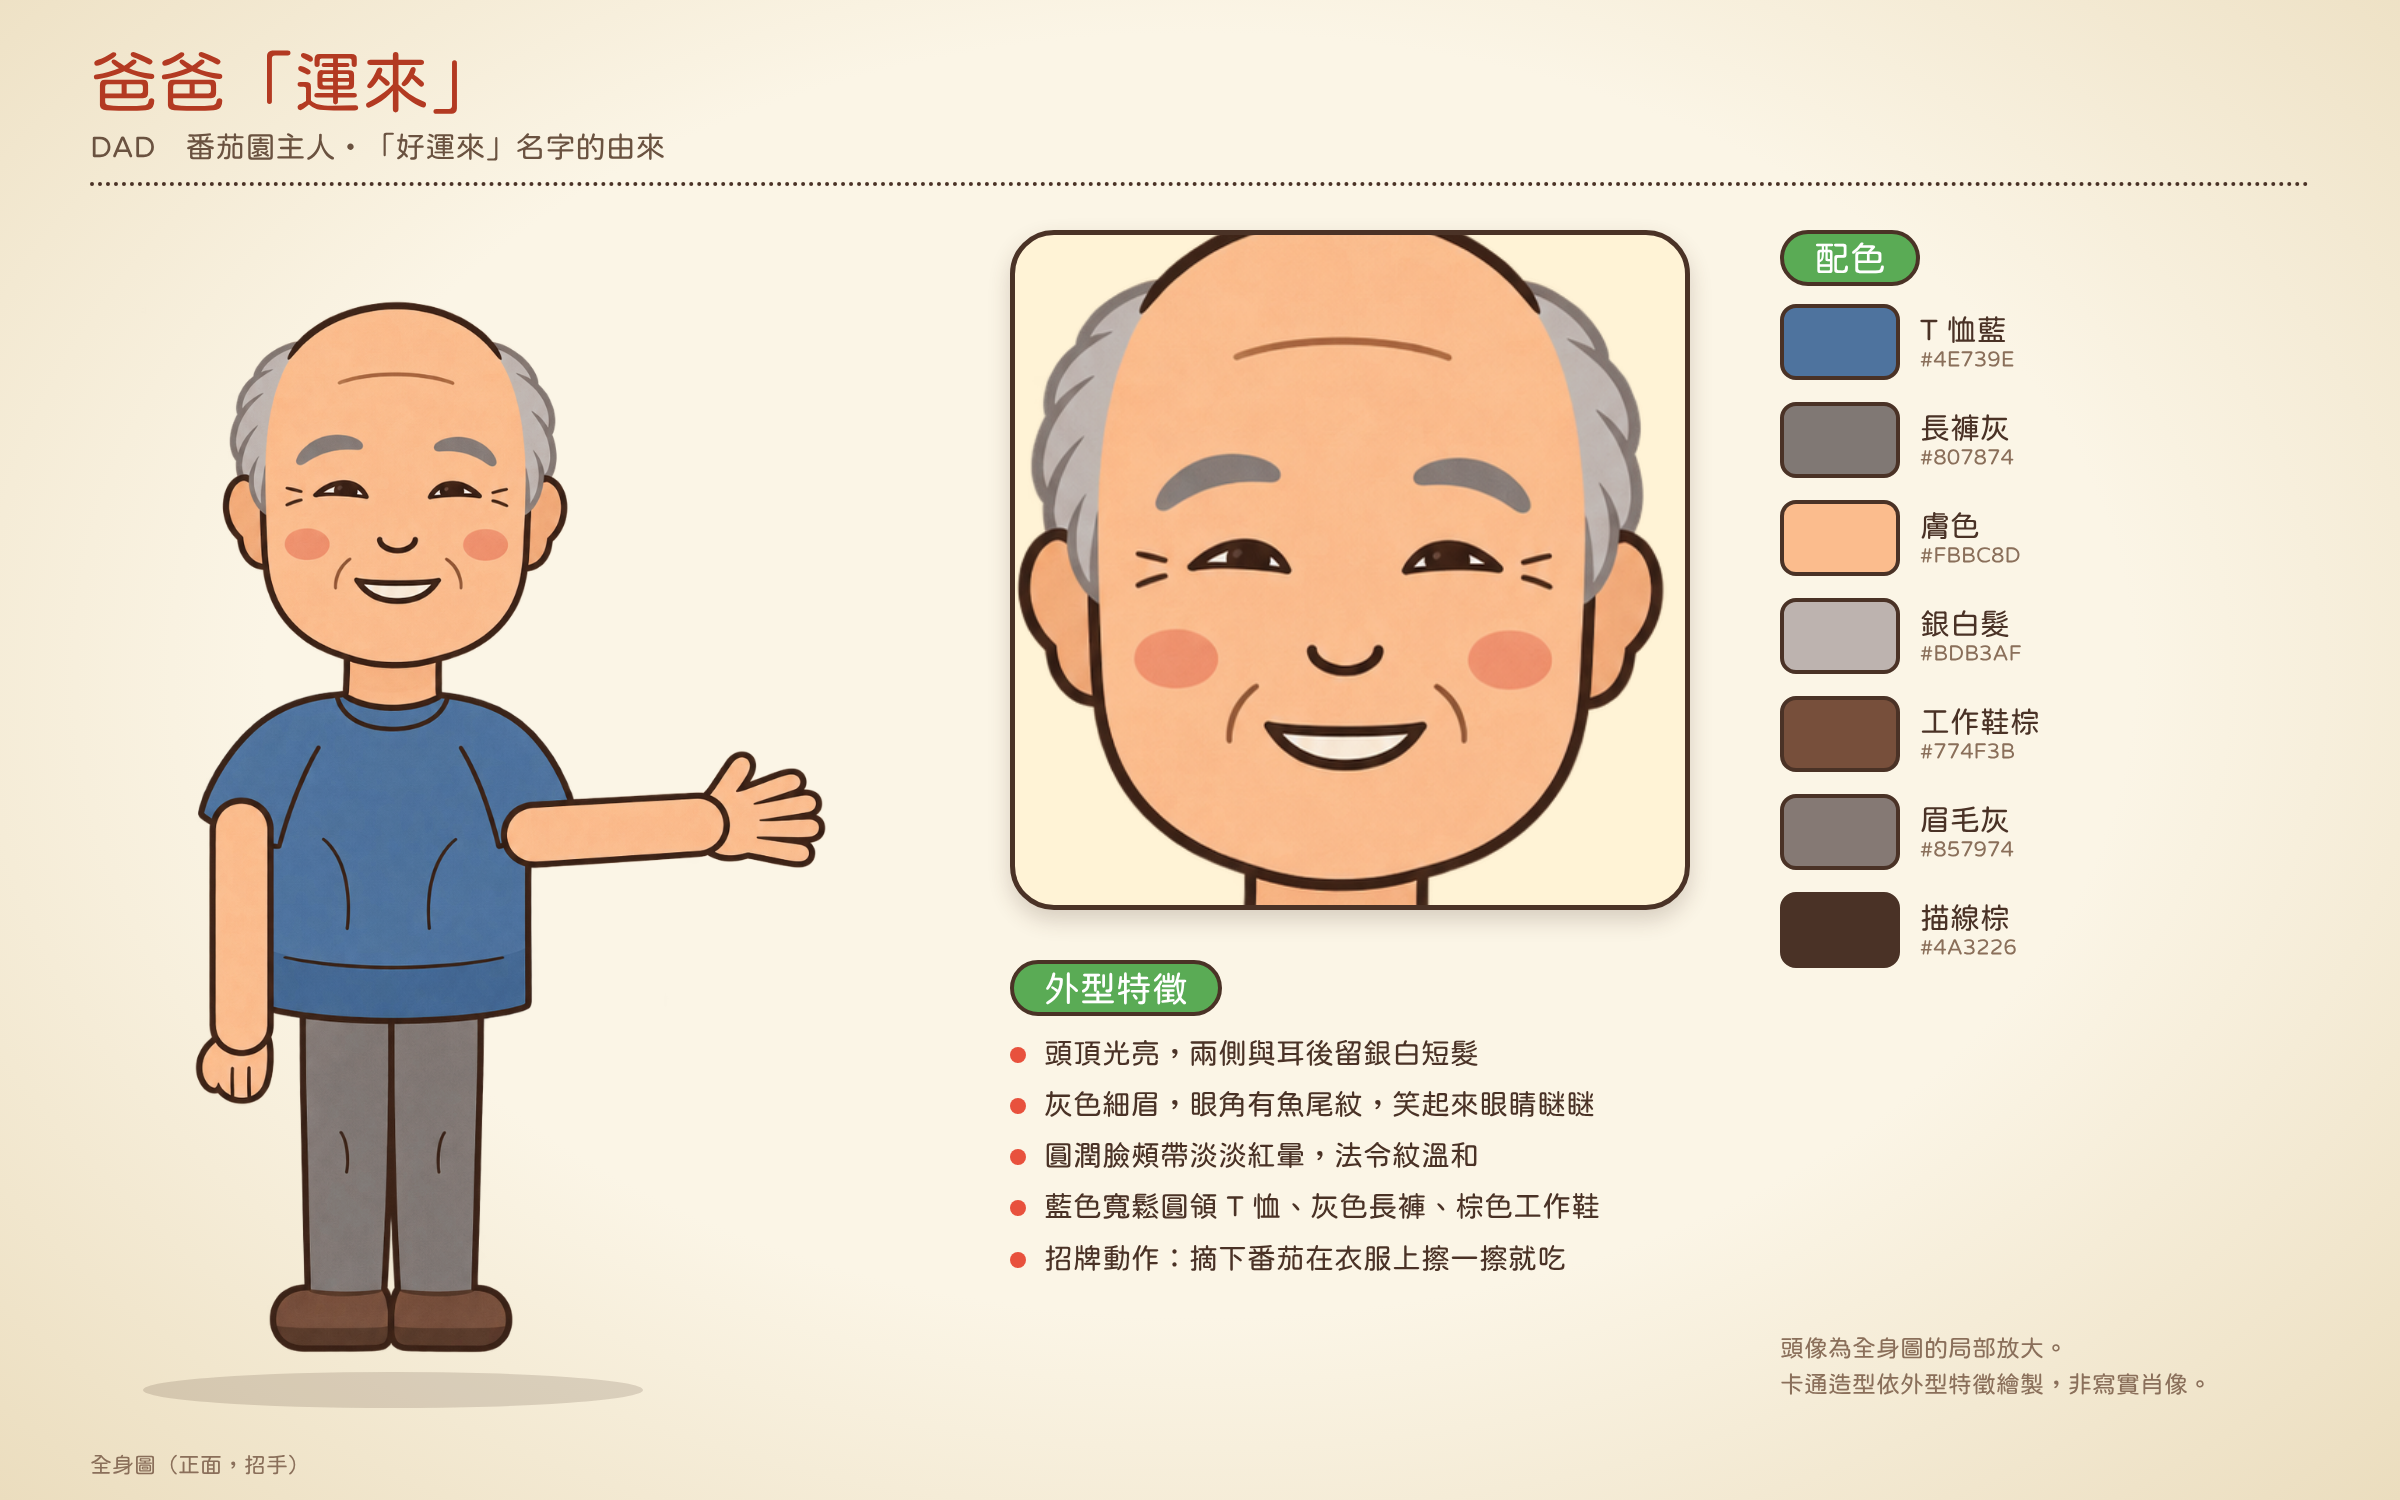 爸爸「運來」
DAD 番茄園主人・「好運來」名字的由來
配色
T 恤藍
#4E739E
長褲灰
#807874
膚色
#FBBC8D
銀白髮
#BDB3AF
工作鞋棕
#774F3B
眉毛灰
#857974
描線棕
#4A3226
外型特徵
頭頂光亮，兩側與耳後留銀白短髮
灰色細眉，眼角有魚尾紋，笑起來眼睛瞇瞇
圓潤臉頰帶淡淡紅暈，法令紋溫和
藍色寬鬆圓領 T 恤、灰色長褲、棕色工作鞋
招牌動作：摘下番茄在衣服上擦一擦就吃
頭像為全身圖的局部放大。
卡通造型依外型特徵繪製，非寫實肖像。
全身圖（正面，招手）